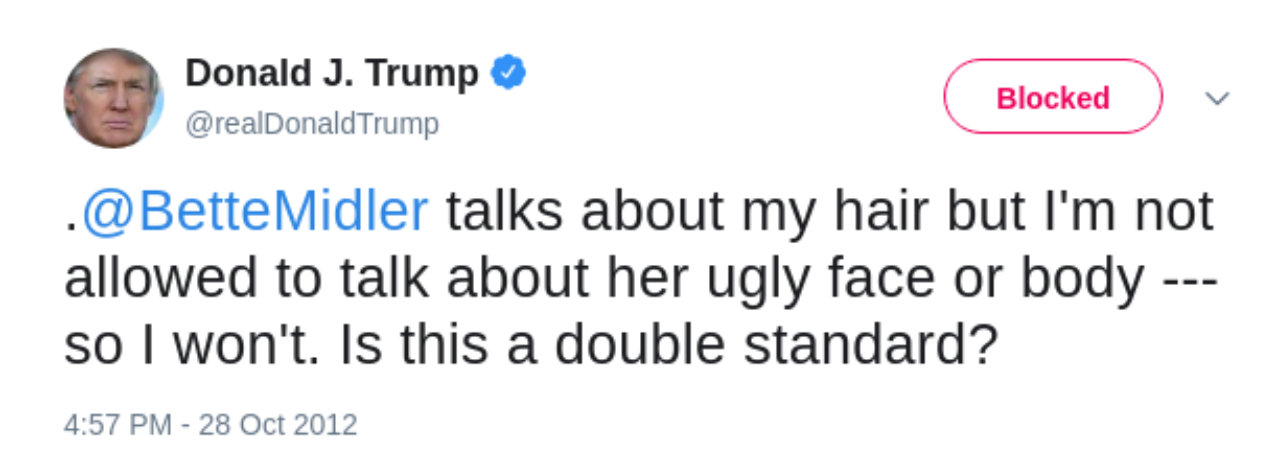 Donald J. Trump
@realDonaldTrump
Blocked
.@BetteMidler talks about my hair but I'm not
allowed to talk about her ugly face or body ---
so I won't. Is this a double standard?
4:57 PM - 28 Oct 2012